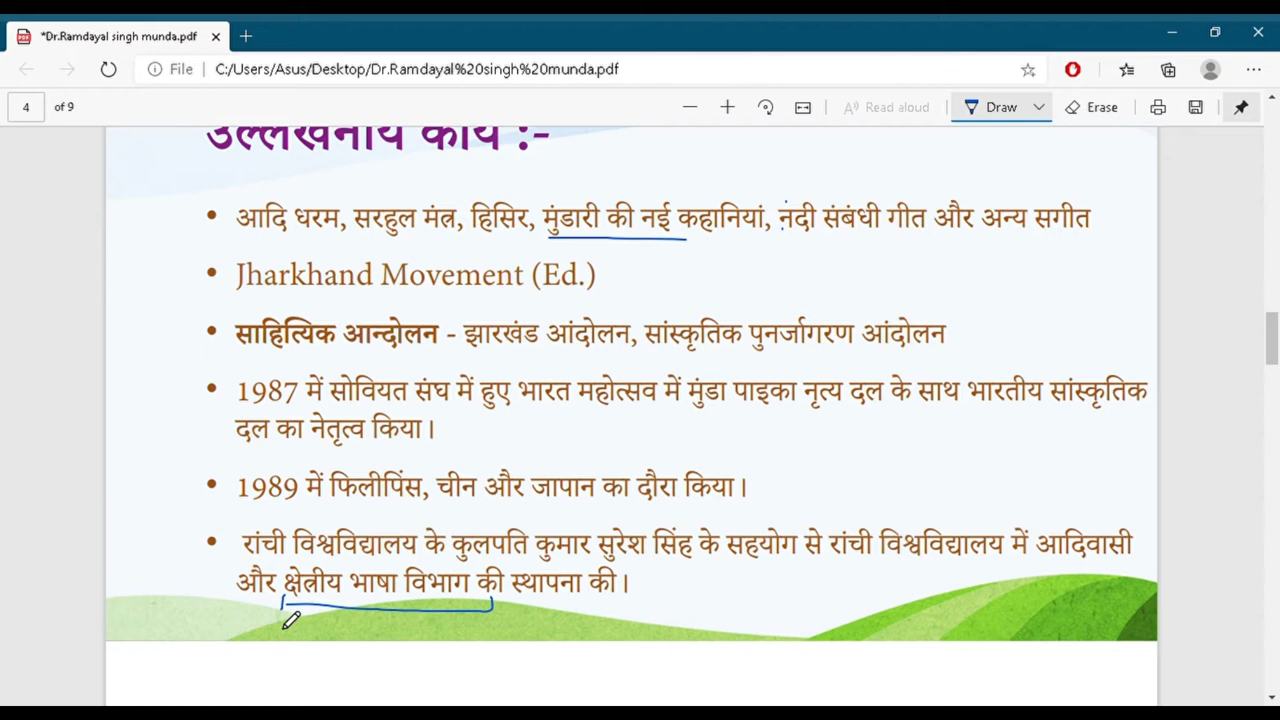 *Dr.Ramdayal singh munda.pdf
File C:/Users/Asus/Desktop/Dr.Ramdayal%20singh%20munda.pdf
4 of 9 Read aloud Draw Erase
उल्लेखनीय कार्य :-
• आदि धरम, सरहुल मंत्र, हिसिर, मुंडारी की नई कहानियां, नदी संबंधी गीत और अन्य सगीत
• Jharkhand Movement (Ed.)
• साहित्यिक आन्दोलन - झारखंड आंदोलन, सांस्कृतिक पुनर्जागरण आंदोलन
• 1987 में सोवियत संघ में हुए भारत महोत्सव में मुंडा पाइका नृत्य दल के साथ भारतीय सांस्कृतिक
दल का नेतृत्व किया।
• 1989 में फिलीपिंस, चीन और जापान का दौरा किया।
• रांची विश्वविद्यालय के कुलपति कुमार सुरेश सिंह के सहयोग से रांची विश्वविद्यालय में आदिवासी
और क्षेत्रीय भाषा विभाग की स्थापना की।